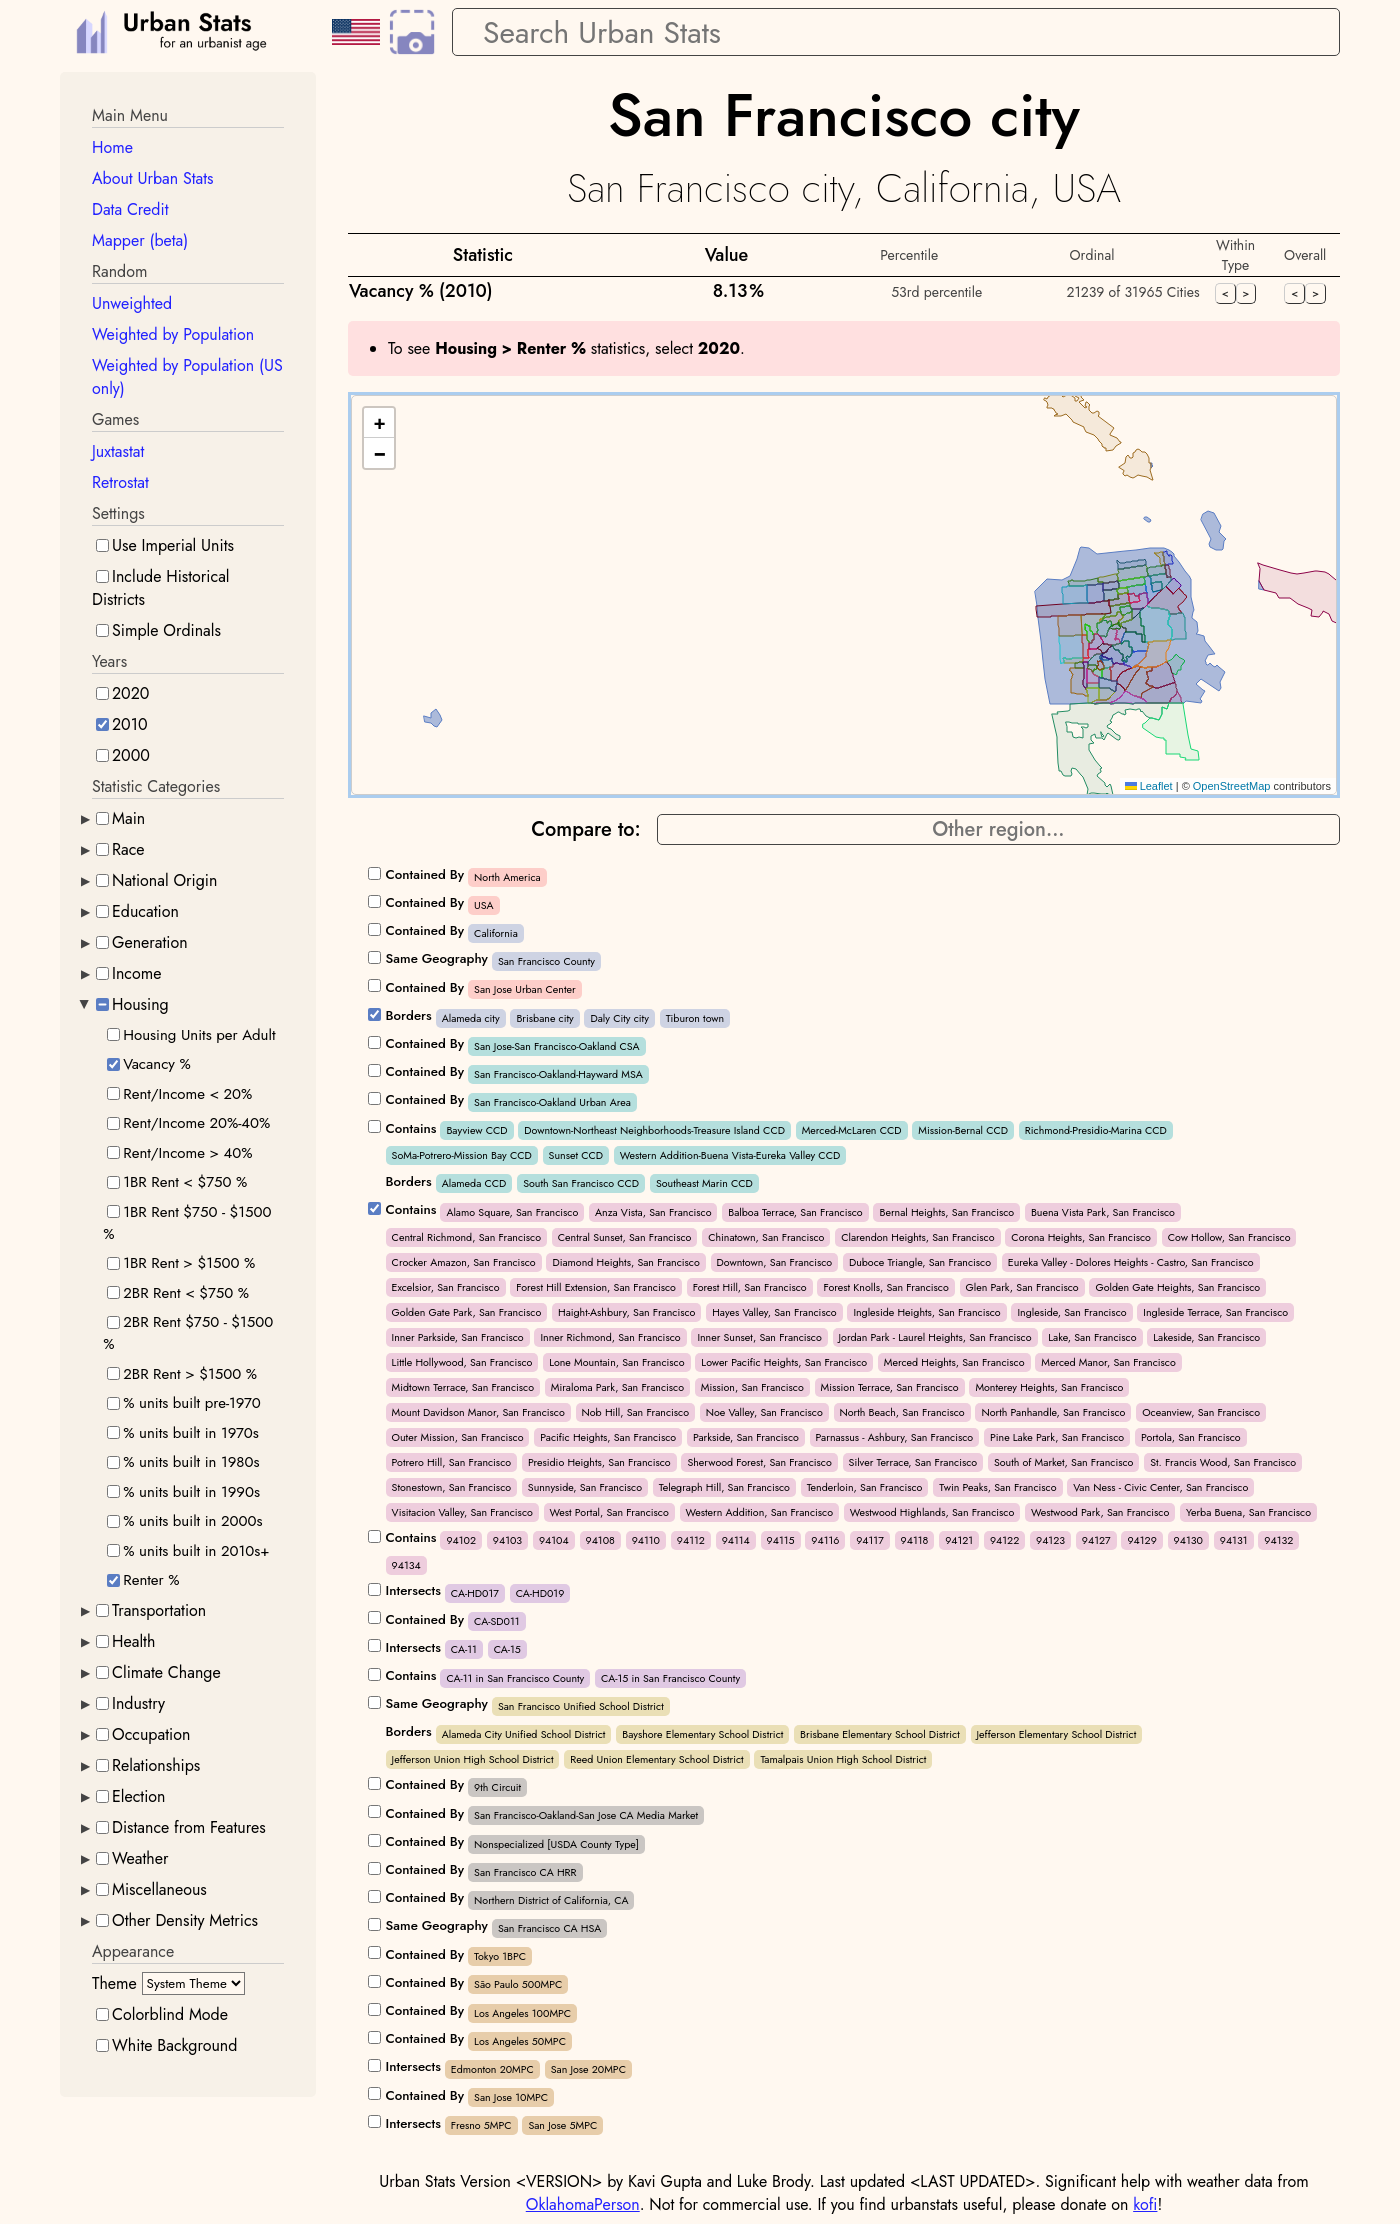 Urban Stats
for an urbanist age
Search Urban Stats
Main Menu
Home
About Urban Stats
Data Credit
Mapper (beta)
Random
Unweighted
Weighted by Population
Weighted by Population (US
only)
Games
Juxtastat
Retrostat
Settings
Use Imperial Units
Include Historical
Districts
Simple Ordinals
Years
2020
2010
2000
Statistic Categories
Main
Race
National Origin
Education
Generation
Income
Housing
Housing Units per Adult
Vacancy %
Rent/Income < 20%
Rent/Income 20%-40%
Rent/Income > 40%
1BR Rent < $750 %
1BR Rent $750 - $1500
%
1BR Rent > $1500 %
2BR Rent < $750 %
2BR Rent $750 - $1500
%
2BR Rent > $1500 %
% units built pre-1970
% units built in 1970s
% units built in 1980s
% units built in 1990s
% units built in 2000s
% units built in 2010s+
Renter %
Transportation
Health
Climate Change
Industry
Occupation
Relationships
Election
Distance from Features
Weather
Miscellaneous
Other Density Metrics
Appearance
Theme System Theme
Colorblind Mode
White Background
San Francisco city
San Francisco city, California, USA
Statistic Value Percentile Ordinal Within Type Overall
Vacancy % (2010) 8.13% 53rd percentile 21239 of 31965 Cities < > < >
To see Housing > Renter % statistics, select 2020.
+
−
Leaflet | © OpenStreetMap contributors
Compare to: Other region...
Contained By North America
Contained By USA
Contained By California
Same Geography San Francisco County
Contained By San Jose Urban Center
Borders Alameda city Brisbane city Daly City city Tiburon town
Contained By San Jose-San Francisco-Oakland CSA
Contained By San Francisco-Oakland-Hayward MSA
Contained By San Francisco-Oakland Urban Area
Contains Bayview CCD Downtown-Northeast Neighborhoods-Treasure Island CCD Merced-McLaren CCD Mission-Bernal CCD Richmond-Presidio-Marina CCD
SoMa-Potrero-Mission Bay CCD Sunset CCD Western Addition-Buena Vista-Eureka Valley CCD
Borders Alameda CCD South San Francisco CCD Southeast Marin CCD
Contains Alamo Square, San Francisco Anza Vista, San Francisco Balboa Terrace, San Francisco Bernal Heights, San Francisco Buena Vista Park, San Francisco
Central Richmond, San Francisco Central Sunset, San Francisco Chinatown, San Francisco Clarendon Heights, San Francisco Corona Heights, San Francisco Cow Hollow, San Francisco
Crocker Amazon, San Francisco Diamond Heights, San Francisco Downtown, San Francisco Duboce Triangle, San Francisco Eureka Valley - Dolores Heights - Castro, San Francisco
Excelsior, San Francisco Forest Hill Extension, San Francisco Forest Hill, San Francisco Forest Knolls, San Francisco Glen Park, San Francisco Golden Gate Heights, San Francisco
Golden Gate Park, San Francisco Haight-Ashbury, San Francisco Hayes Valley, San Francisco Ingleside Heights, San Francisco Ingleside, San Francisco Ingleside Terrace, San Francisco
Inner Parkside, San Francisco Inner Richmond, San Francisco Inner Sunset, San Francisco Jordan Park - Laurel Heights, San Francisco Lake, San Francisco Lakeside, San Francisco
Little Hollywood, San Francisco Lone Mountain, San Francisco Lower Pacific Heights, San Francisco Merced Heights, San Francisco Merced Manor, San Francisco
Midtown Terrace, San Francisco Miraloma Park, San Francisco Mission, San Francisco Mission Terrace, San Francisco Monterey Heights, San Francisco
Mount Davidson Manor, San Francisco Nob Hill, San Francisco Noe Valley, San Francisco North Beach, San Francisco North Panhandle, San Francisco Oceanview, San Francisco
Outer Mission, San Francisco Pacific Heights, San Francisco Parkside, San Francisco Parnassus - Ashbury, San Francisco Pine Lake Park, San Francisco Portola, San Francisco
Potrero Hill, San Francisco Presidio Heights, San Francisco Sherwood Forest, San Francisco Silver Terrace, San Francisco South of Market, San Francisco St. Francis Wood, San Francisco
Stonestown, San Francisco Sunnyside, San Francisco Telegraph Hill, San Francisco Tenderloin, San Francisco Twin Peaks, San Francisco Van Ness - Civic Center, San Francisco
Visitacion Valley, San Francisco West Portal, San Francisco Western Addition, San Francisco Westwood Highlands, San Francisco Westwood Park, San Francisco Yerba Buena, San Francisco
Contains 94102 94103 94104 94108 94110 94112 94114 94115 94116 94117 94118 94121 94122 94123 94127 94129 94130 94131 94132
94134
Intersects CA-HD017 CA-HD019
Contained By CA-SD011
Intersects CA-11 CA-15
Contains CA-11 in San Francisco County CA-15 in San Francisco County
Same Geography San Francisco Unified School District
Borders Alameda City Unified School District Bayshore Elementary School District Brisbane Elementary School District Jefferson Elementary School District
Jefferson Union High School District Reed Union Elementary School District Tamalpais Union High School District
Contained By 9th Circuit
Contained By San Francisco-Oakland-San Jose CA Media Market
Contained By Nonspecialized [USDA County Type]
Contained By San Francisco CA HRR
Contained By Northern District of California, CA
Same Geography San Francisco CA HSA
Contained By Tokyo 1BPC
Contained By São Paulo 500MPC
Contained By Los Angeles 100MPC
Contained By Los Angeles 50MPC
Intersects Edmonton 20MPC San Jose 20MPC
Contained By San Jose 10MPC
Intersects Fresno 5MPC San Jose 5MPC
Urban Stats Version <VERSION> by Kavi Gupta and Luke Brody. Last updated <LAST UPDATED>. Significant help with weather data from
OklahomaPerson. Not for commercial use. If you find urbanstats useful, please donate on kofi!